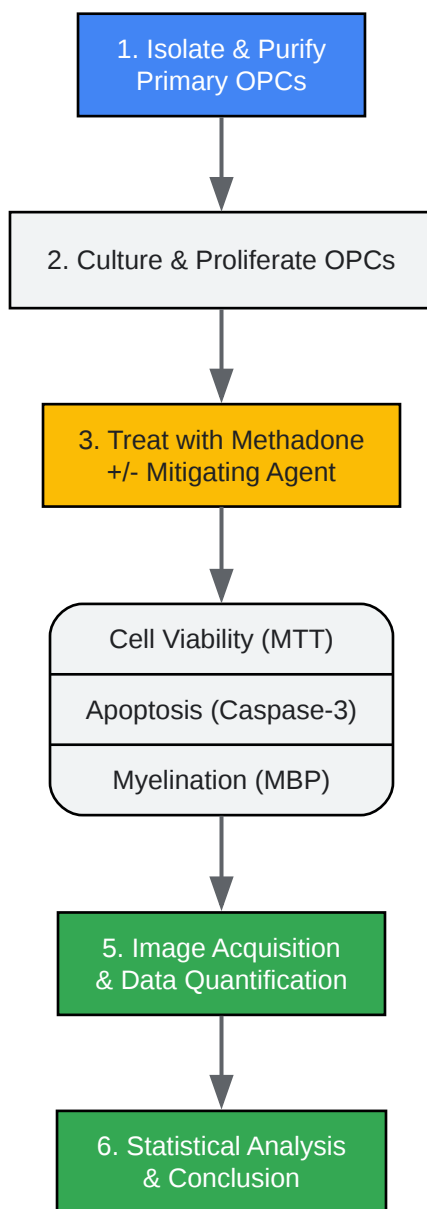 1. Isolate & Purify
Primary OPCs
2. Culture & Proliferate OPCs
3. Treat with Methadone
+/- Mitigating Agent
Cell Viability (MTT)
Apoptosis (Caspase-3)
Myelination (MBP)
5. Image Acquisition
& Data Quantification
6. Statistical Analysis
& Conclusion